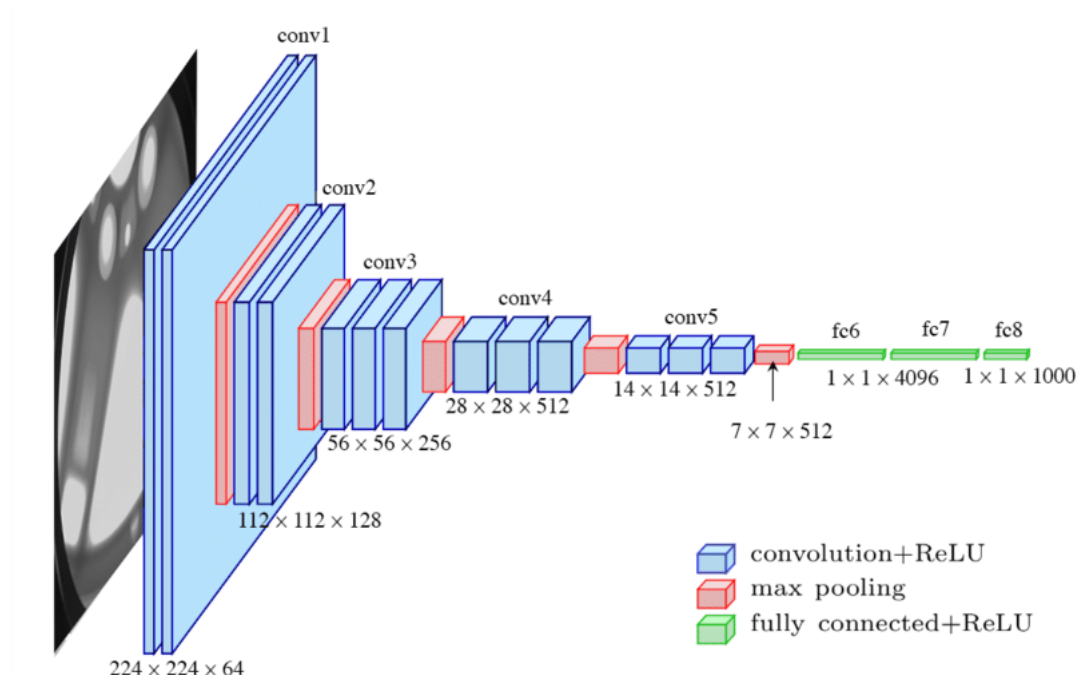 conv1
conv2
conv3
conv4
conv5
fc6
fc7
fc8
1 × 1 × 4096
1 × 1 × 1000
14 × 14 × 512
28 × 28 × 512
7 × 7 × 512
56 × 56 × 256
112 × 112 × 128
224 × 224 × 64
convolution+ReLU
max pooling
fully connected+ReLU